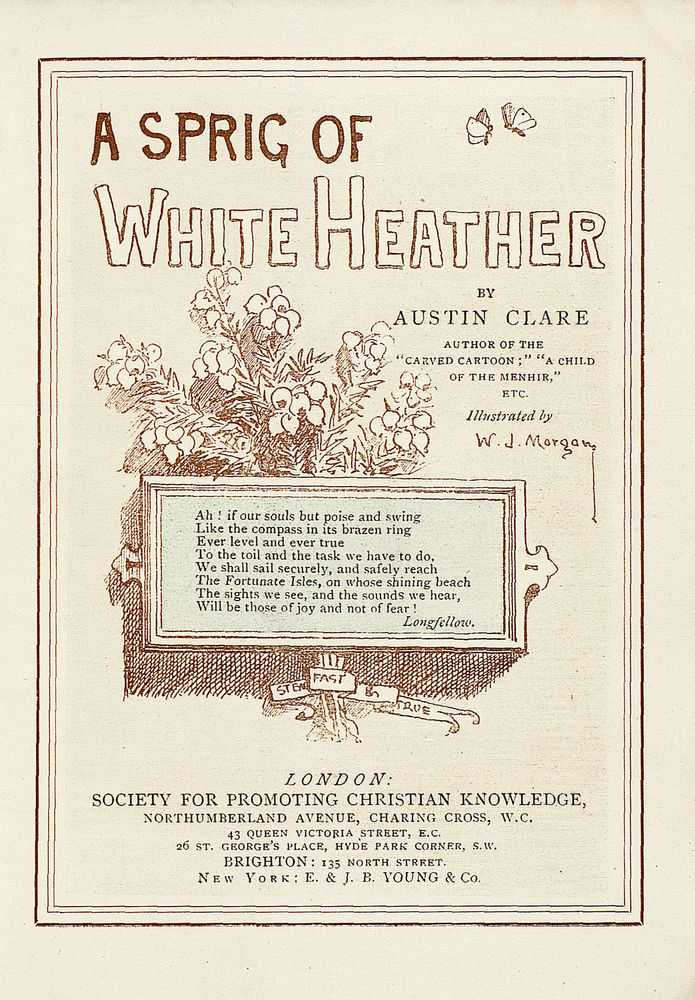 A SPRIG OF
WHITE HEATHER
BY
AUSTIN CLARE
AUTHOR OF THE
"CARVED CARTOON;" "A CHILD
OF THE MENHIR,"
ETC.
Illustrated by
W. J. Morgan
Ah ! if our souls but poise and swing
Like the compass in its brazen ring
Ever level and ever true
To the toil and the task we have to do,
We shall sail securely, and safely reach
The Fortunate Isles, on whose shining beach
The sights we see, and the sounds we hear,
Will be those of joy and not of fear !
Longfellow.
FAST
&
TRUE
LONDON:
SOCIETY FOR PROMOTING CHRISTIAN KNOWLEDGE,
NORTHUMBERLAND AVENUE, CHARING CROSS, W.C.
43 QUEEN VICTORIA STREET, E.C.
26 ST. GEORGE'S PLACE, HYDE PARK CORNER, S.W.
BRIGHTON: 135 NORTH STREET.
NEW YORK: E. & J. B. YOUNG & Co.